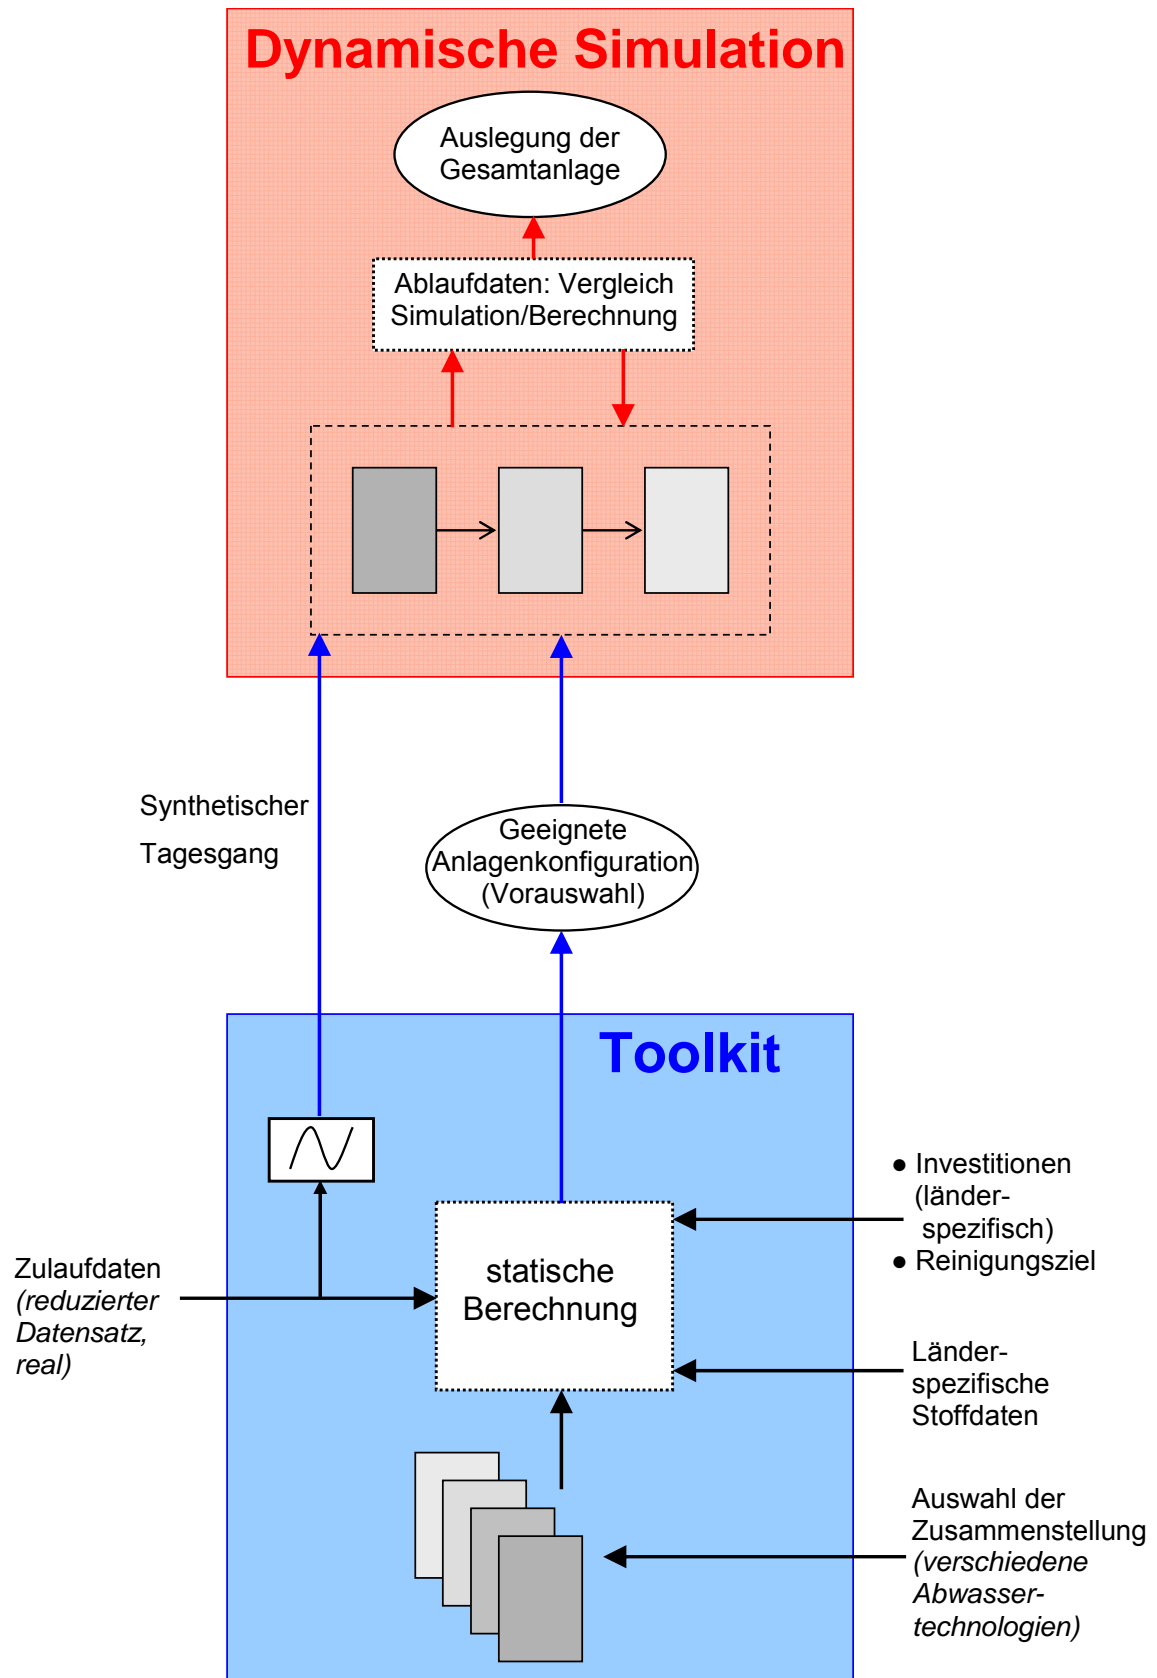 Dynamische Simulation
Auslegung der
Gesamtanlage
Ablaufdaten: Vergleich
Simulation/Berechnung
Synthetischer
Tagesgang
Geeignete
Anlagenkonfiguration
(Vorauswahl)
Toolkit
● Investitionen
(länder-
spezifisch)
● Reinigungsziel
Zulaufdaten
(reduzierter
Datensatz,
real)
statische
Berechnung
Länder-
spezifische
Stoffdaten
Auswahl der
Zusammenstellung
(verschiedene
Abwasser-
technologien)